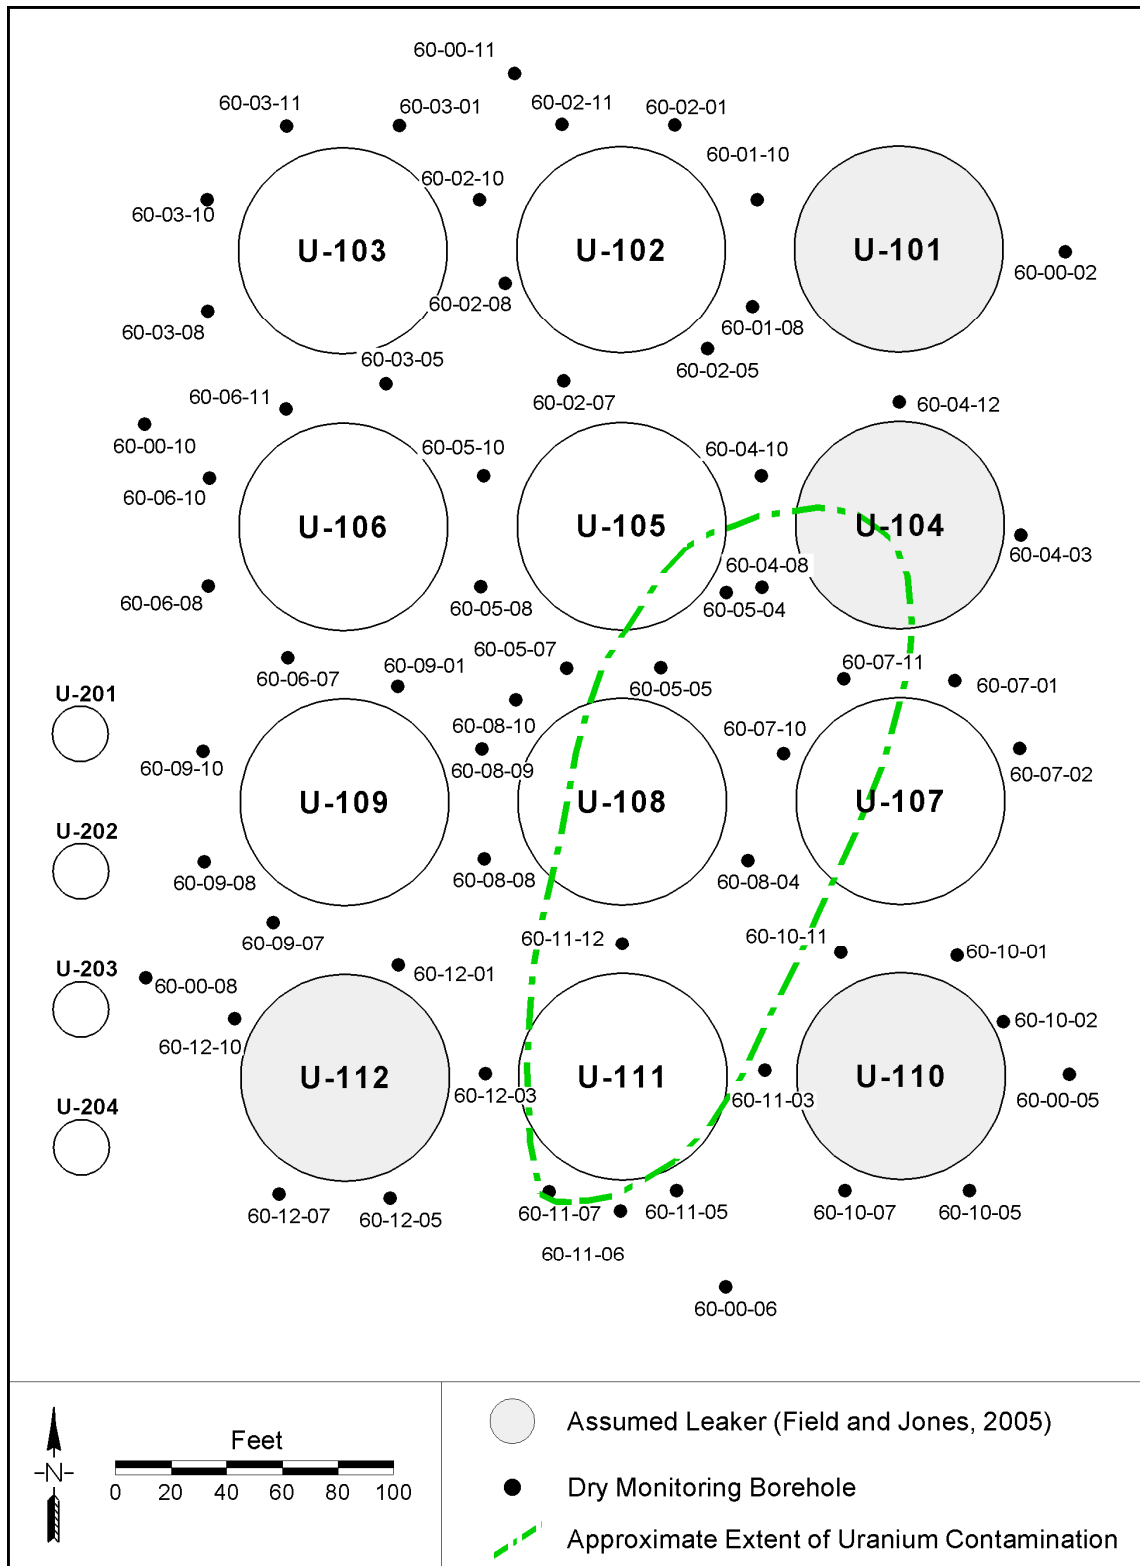 60-00-11
60-03-11
60-03-01
60-02-11
60-02-01
60-01-10
60-02-10
60-03-10
U-103
U-102
U-101
60-00-02
60-02-08
60-03-08
60-01-08
60-02-05
60-03-05
60-02-07
60-06-11
60-04-12
60-00-10
60-05-10
60-04-10
60-06-10
U-106
U-105
U-104
60-04-03
60-04-08
60-06-08
60-05-08
60-05-04
60-05-07
60-06-07
60-09-01
60-05-05
60-07-11
60-07-01
U-201
60-08-10
60-07-10
60-09-10
60-08-09
60-07-02
U-109
U-108
U-107
U-202
60-09-08
60-08-08
60-08-04
60-09-07
60-11-12
60-10-11
60-10-01
U-203
60-00-08
60-12-01
60-12-10
60-10-02
U-112
U-111
U-110
60-12-03
60-11-03
60-00-05
U-204
60-12-07
60-12-05
60-11-07
60-11-05
60-10-07
60-10-05
60-11-06
60-00-06
N
Feet
0 20 40 60 80 100
Assumed Leaker (Field and Jones, 2005)
Dry Monitoring Borehole
Approximate Extent of Uranium Contamination